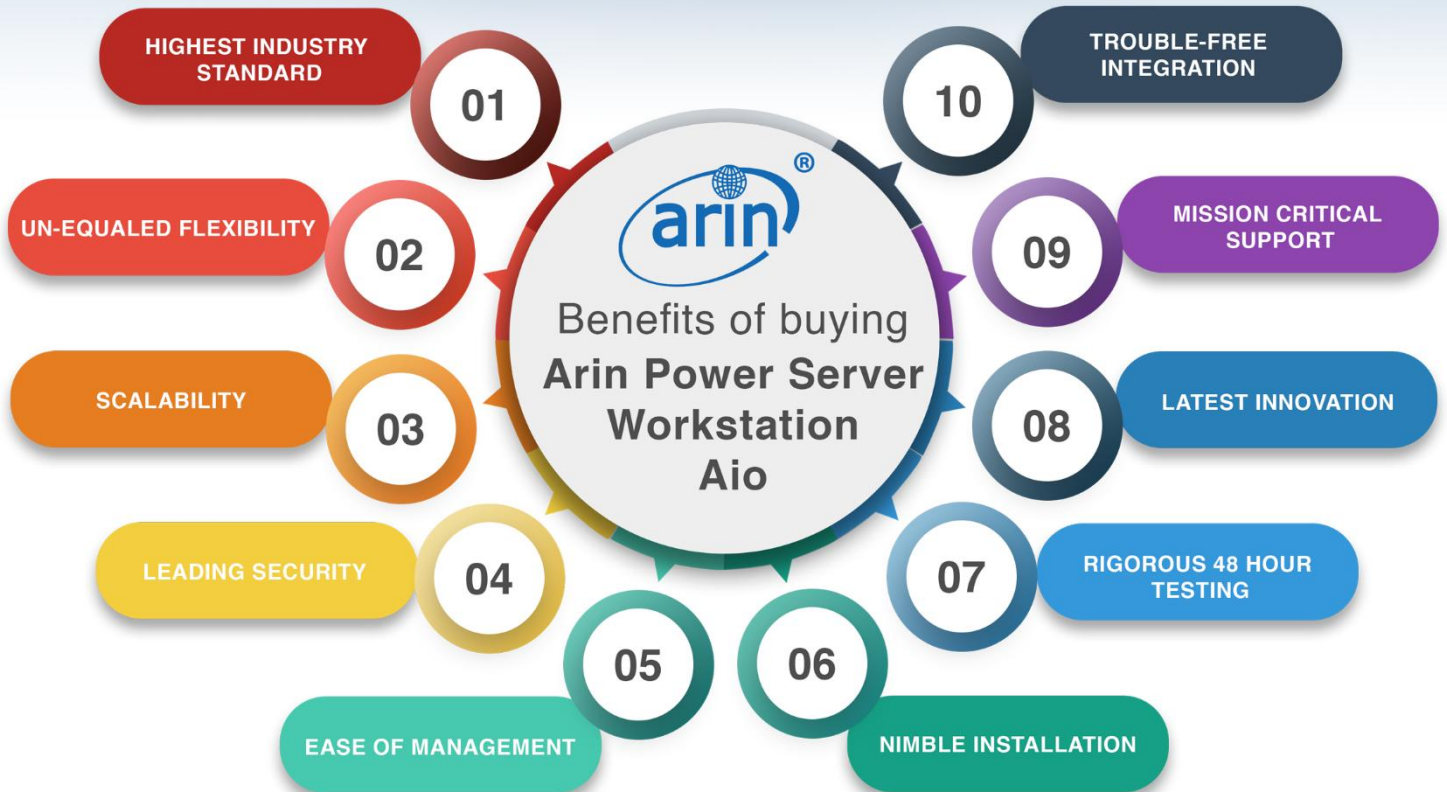 arin®
Benefits of buying
Arin Power Server
Workstation
Aio
01
HIGHEST INDUSTRY
STANDARD
02
UN-EQUALED FLEXIBILITY
03
SCALABILITY
04
LEADING SECURITY
05
EASE OF MANAGEMENT
06
NIMBLE INSTALLATION
07
RIGOROUS 48 HOUR
TESTING
08
LATEST INNOVATION
09
MISSION CRITICAL
SUPPORT
10
TROUBLE-FREE
INTEGRATION